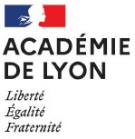 ACADÉMIE
DE LYON
Liberté
Égalité
Fraternité